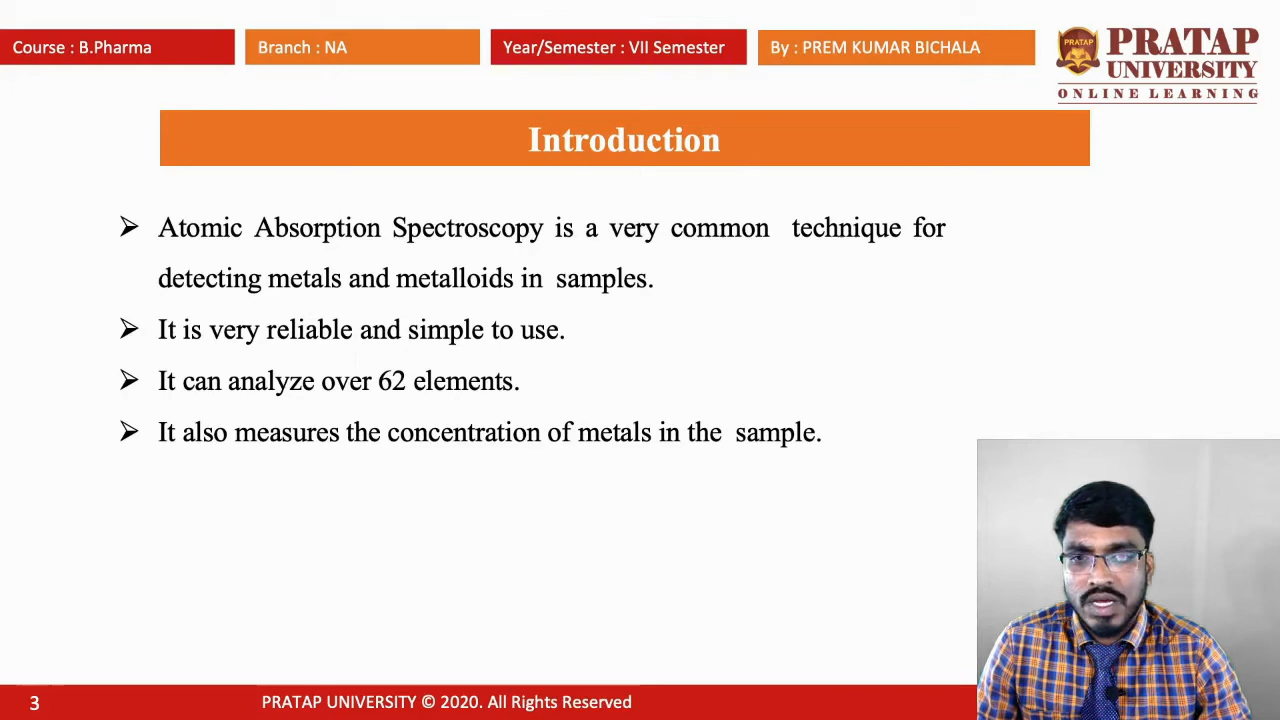 Course : B.Pharma
Branch : NA
Year/Semester : VII Semester
By : PREM KUMAR BICHALA
PRATAP
PRATAP
UNIVERSITY
ONLINE LEARNING
Introduction
Atomic Absorption Spectroscopy is a very common technique for
detecting metals and metalloids in samples.
It is very reliable and simple to use.
It can analyze over 62 elements.
It also measures the concentration of metals in the sample.
3
PRATAP UNIVERSITY © 2020. All Rights Reserved